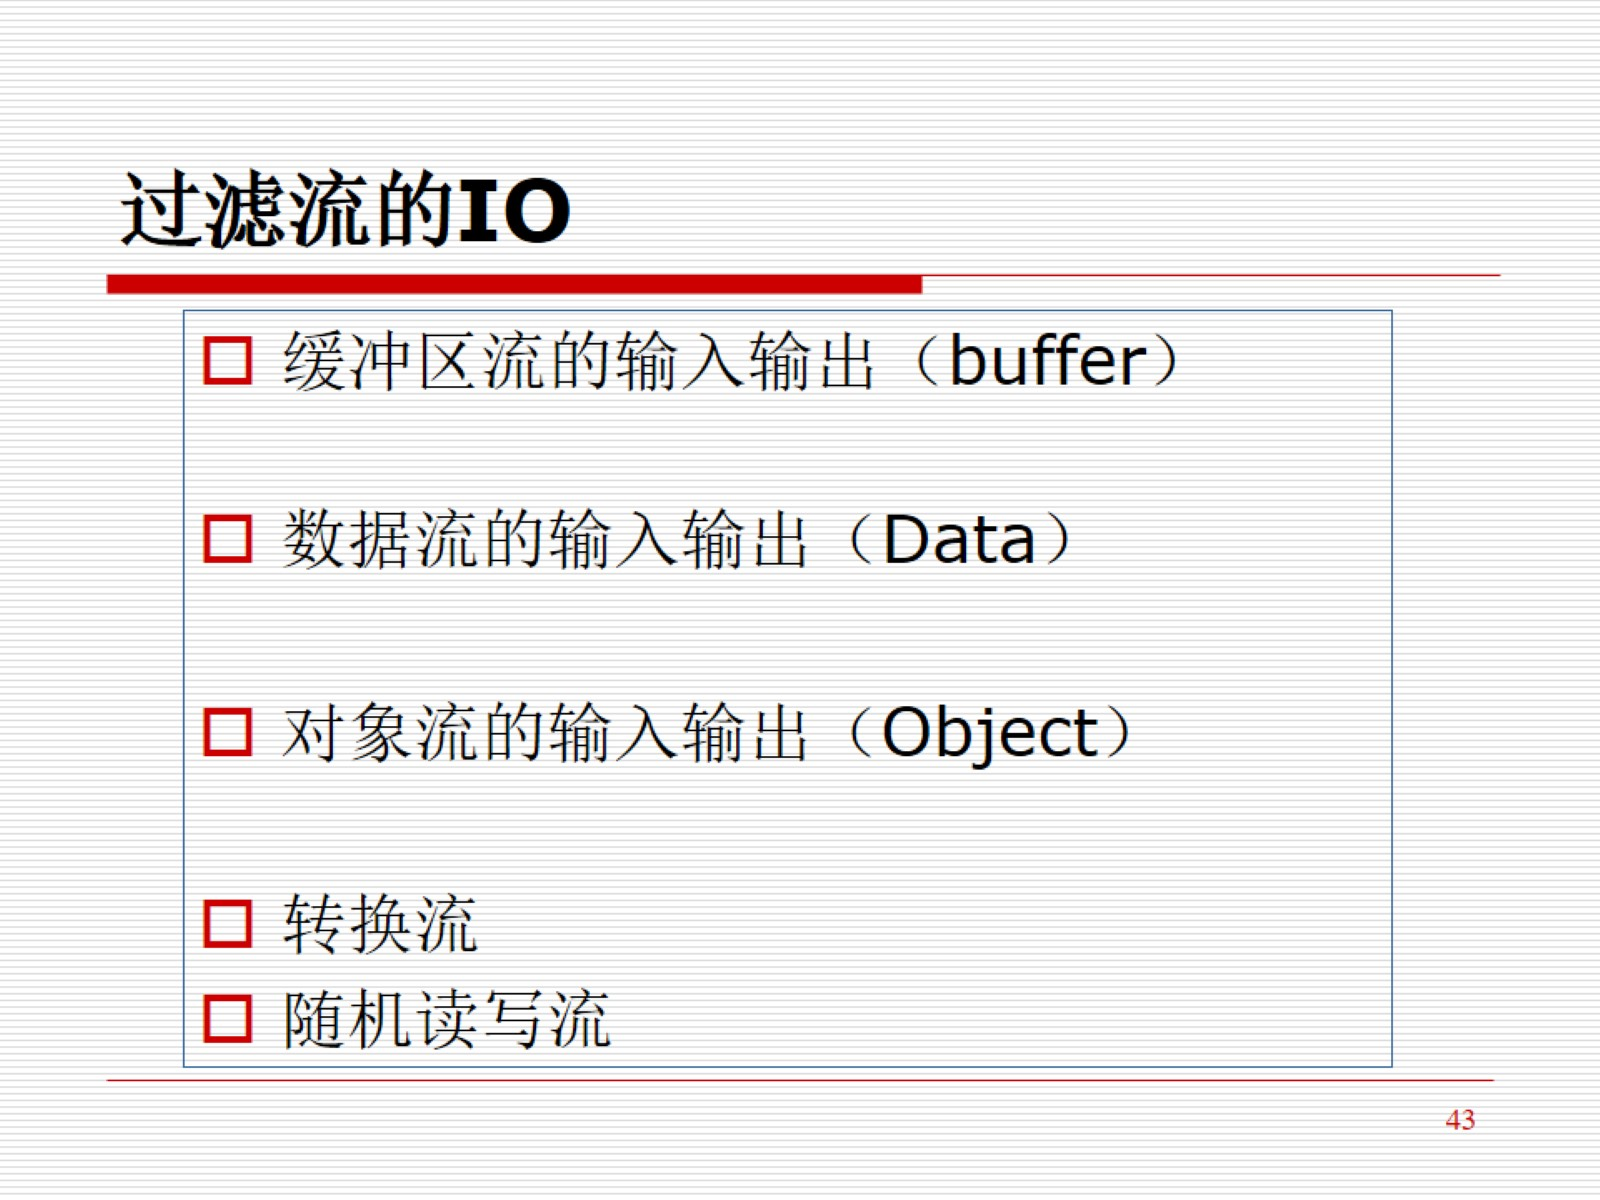 过滤流的IO
缓冲区流的输入输出（buffer）
数据流的输入输出（Data）
对象流的输入输出（Object）
转换流
随机读写流
43